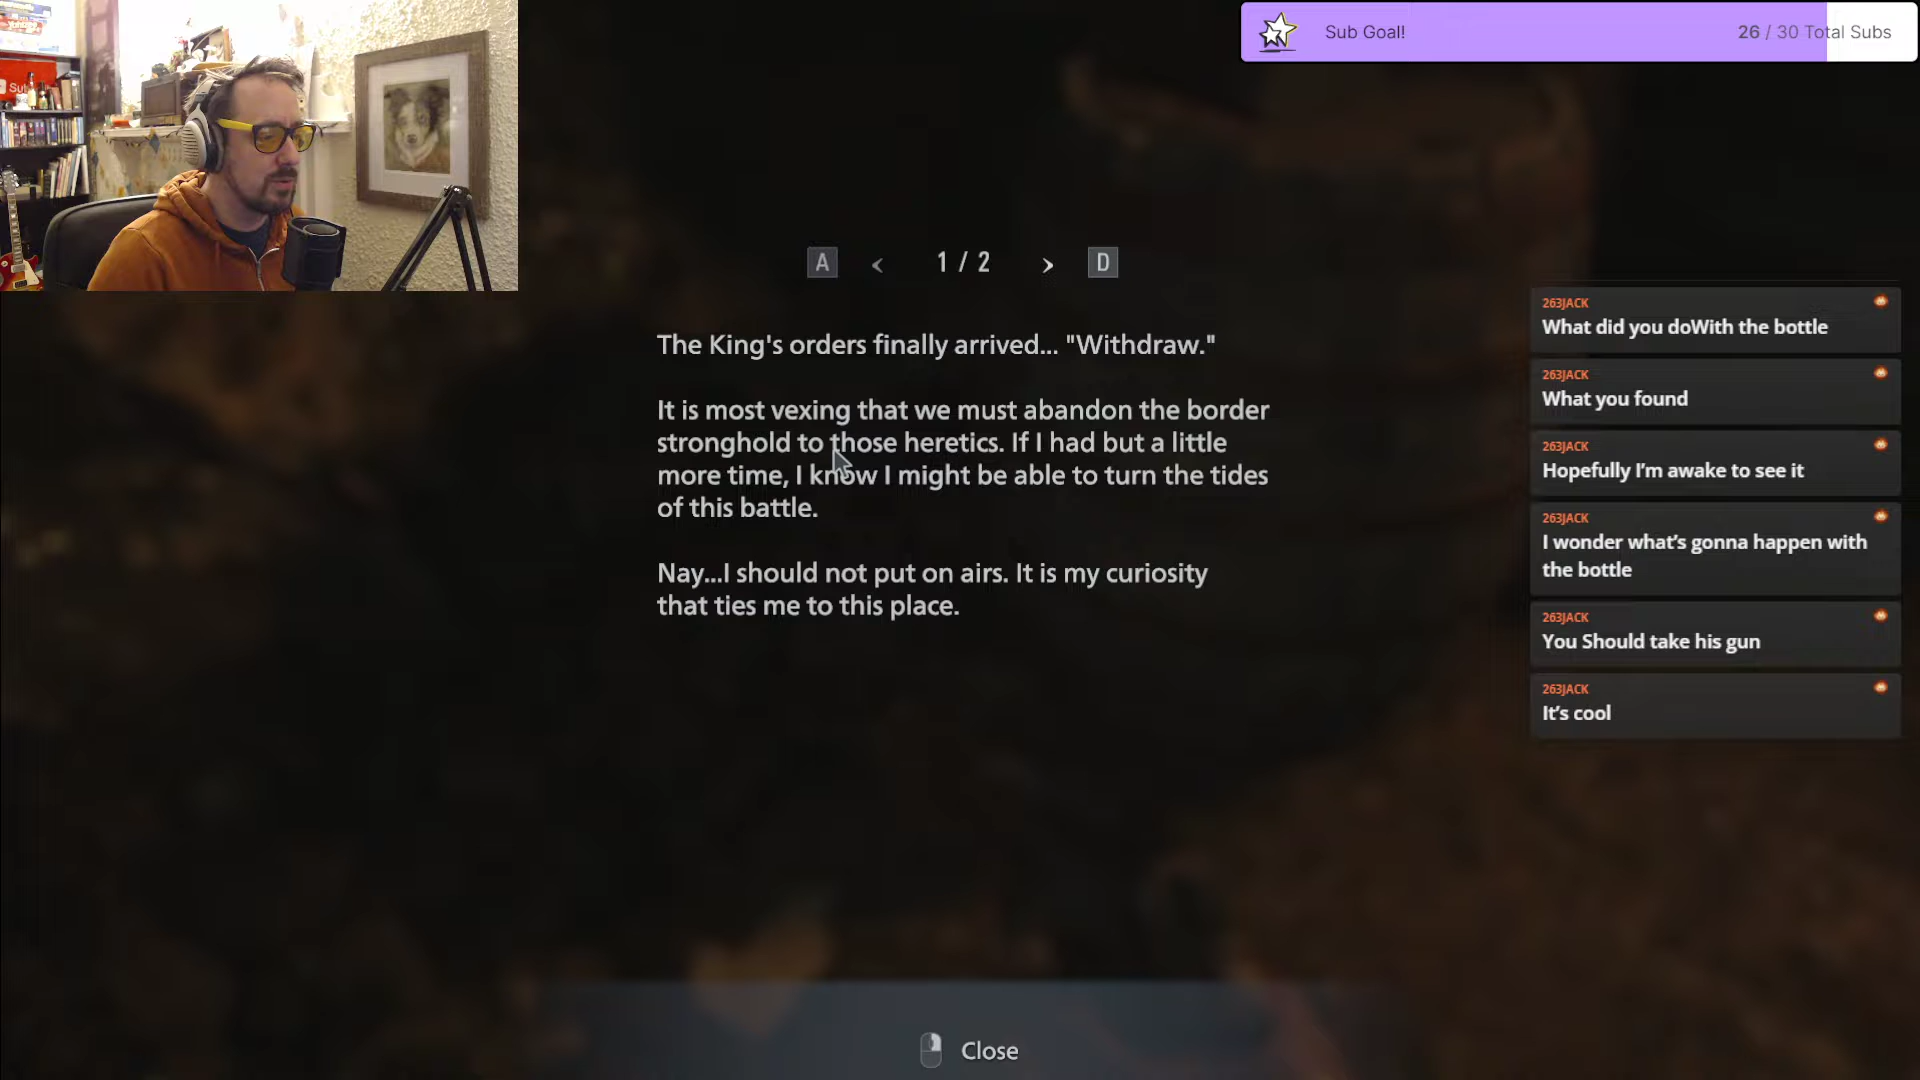 Sub Goal!
26 / 30 Total Subs
Su
A < 1 / 2 > D
The King's orders finally arrived... "Withdraw."
It is most vexing that we must abandon the border
stronghold to those heretics. If I had but a little
more time, I know I might be able to turn the tides
of this battle.
Nay...I should not put on airs. It is my curiosity
that ties me to this place.
263JACK
What did you doWith the bottle
263JACK
What you found
263JACK
Hopefully I'm awake to see it
263JACK
I wonder what's gonna happen with
the bottle
263JACK
You Should take his gun
263JACK
It's cool
Close